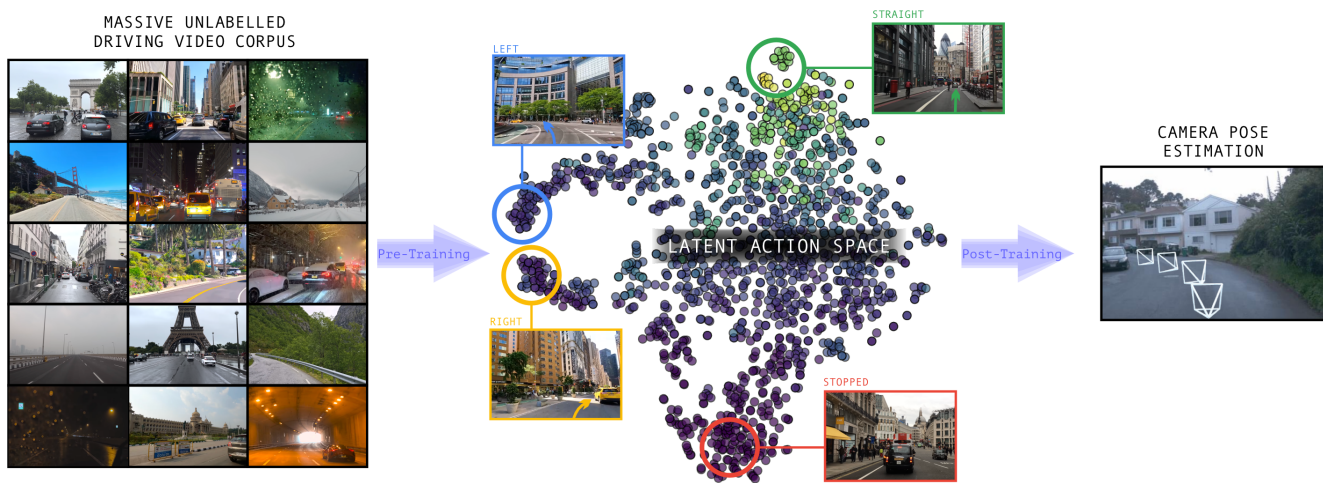 MASSIVE UNLABELLED
DRIVING VIDEO CORPUS
Pre-Training
LEFT
STRAIGHT
LATENT ACTION SPACE
RIGHT
STOPPED
Post-Training
CAMERA POSE
ESTIMATION